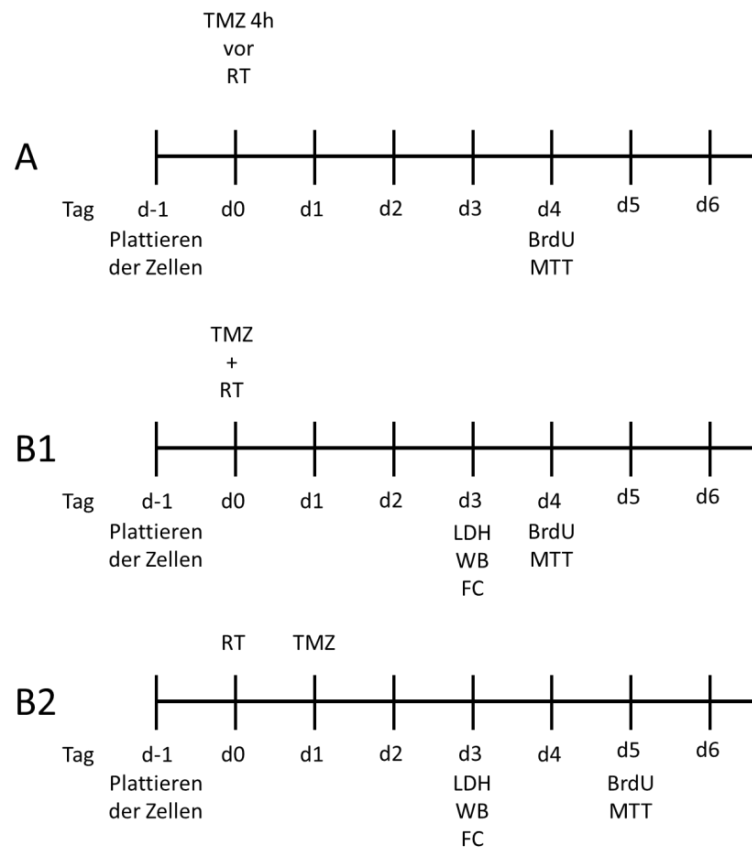 TMZ 4h
vor
RT
A
Tag d-1 d0 d1 d2 d3 d4 d5 d6
Plattieren BrdU
der Zellen MTT
TMZ
+
RT
B1
Tag d-1 d0 d1 d2 d3 d4 d5 d6
Plattieren LDH BrdU
der Zellen WB MTT
FC
RT TMZ
B2
Tag d-1 d0 d1 d2 d3 d4 d5 d6
Plattieren LDH BrdU
der Zellen WB MTT
FC